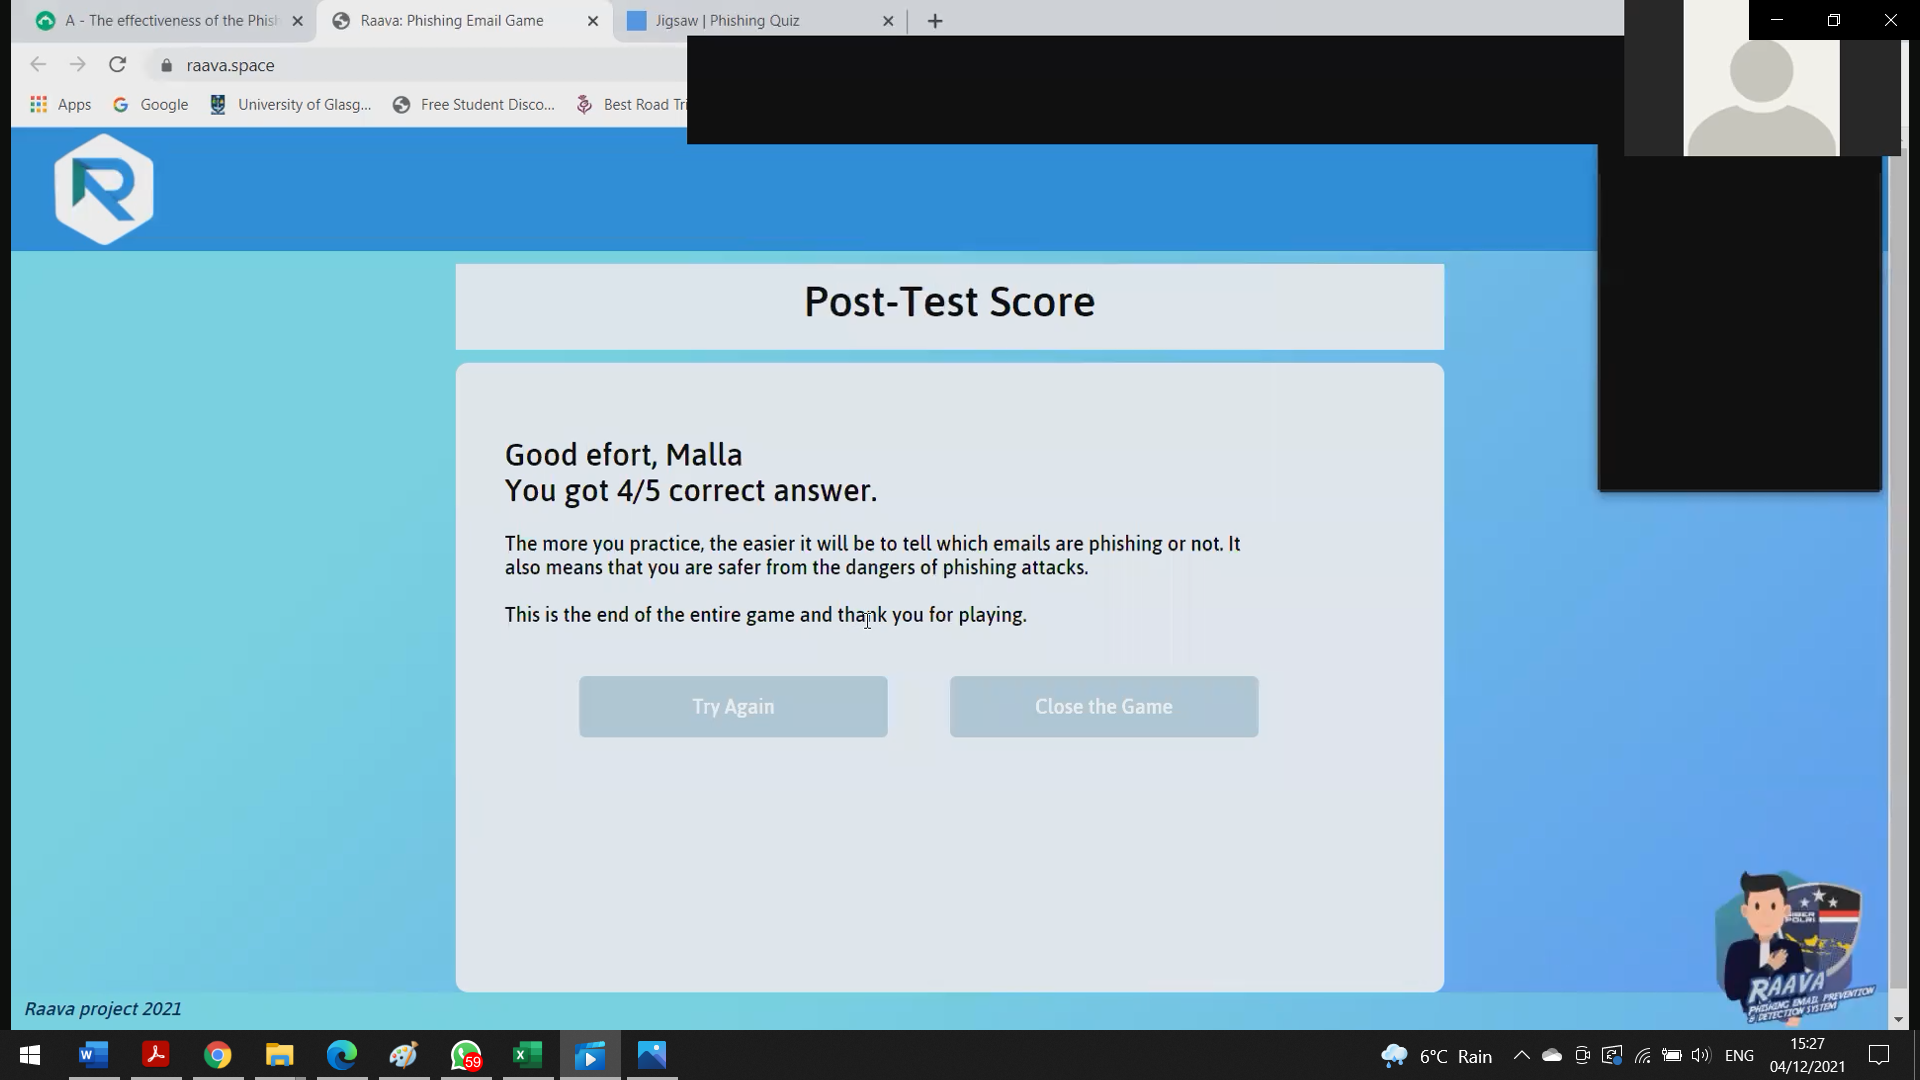 A - The effectiveness of the Phis
Raava: Phishing Email Game
Jigsaw | Phishing Quiz
raava.space
Apps
Google
University of Glasg...
Free Student Disco...
Best Road Tri
R
Post-Test Score
Good efort, Malla
You got 4/5 correct answer.
The more you practice, the easier it will be to tell which emails are phishing or not. It
also means that you are safer from the dangers of phishing attacks.
This is the end of the entire game and thank you for playing.
Try Again
Close the Game
POLRI
RAAVA
PHISHING EMAIL PREVENTION
& DETECTION SYSTEM
Raava project 2021
59
6°C Rain
ENG
15:27
04/12/2021